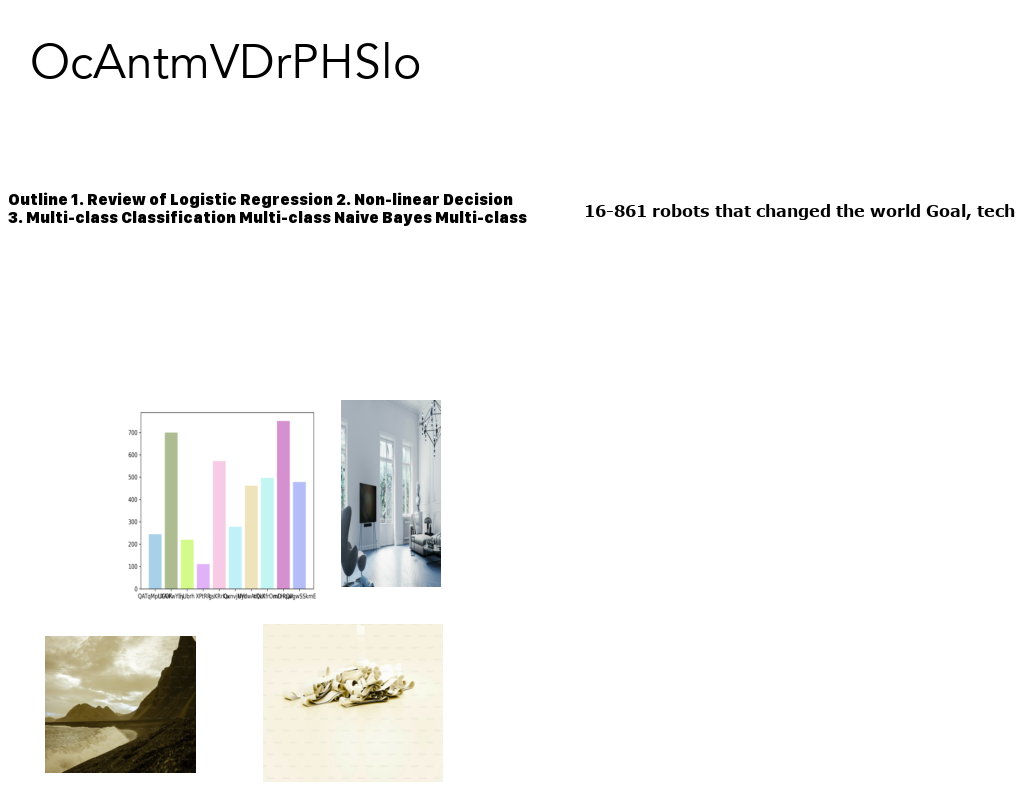 OcAntmVDrPHSlo
Outline 1. Review of Logistic Regression 2. Non-linear Decision
3. Multi-class Classification Multi-class Naive Bayes Multi-class
16-861 robots that changed the world Goal, tech
700
600
500
400
300
200
100
0